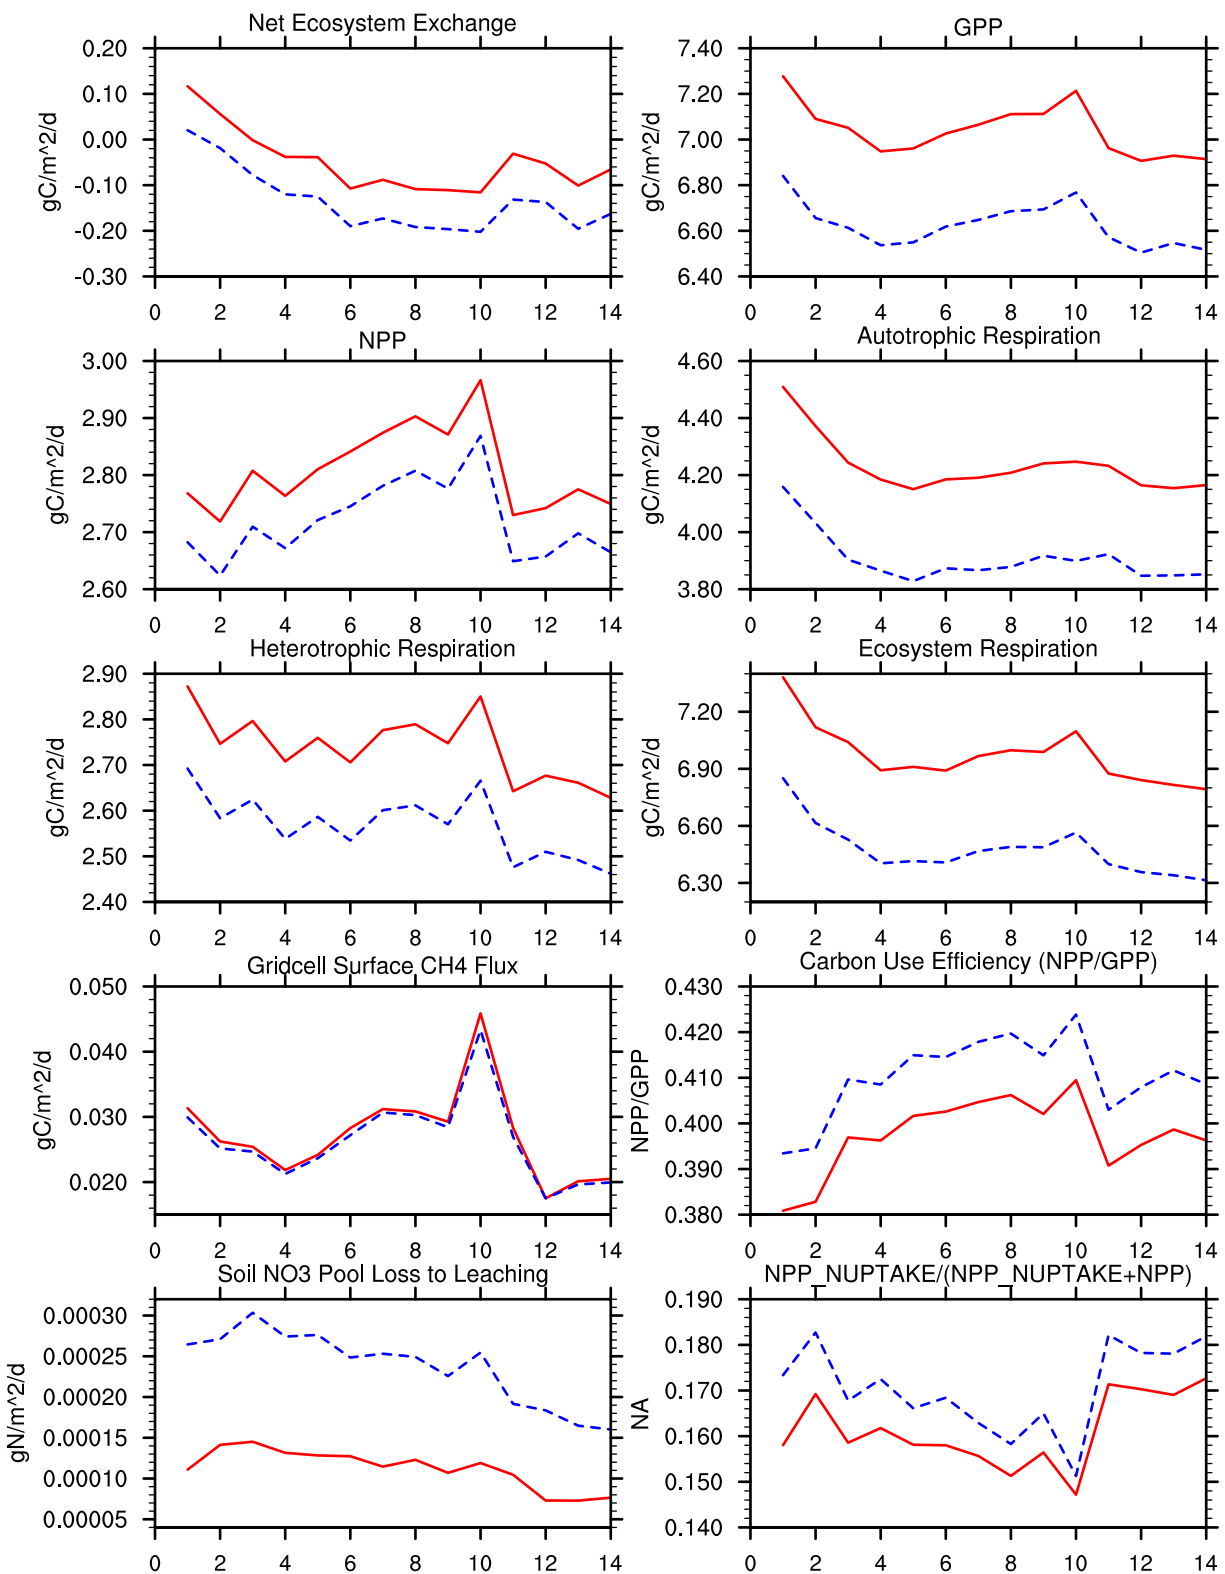 Net Ecosystem Exchange
gC/m^2/d
0.20
0.10
0.00
-0.10
-0.20
-0.30
0 2 4 6 8 10 12 14
GPP
gC/m^2/d
7.40
7.20
7.00
6.80
6.60
6.40
0 2 4 6 8 10 12 14
NPP
gC/m^2/d
3.00
2.90
2.80
2.70
2.60
0 2 4 6 8 10 12 14
Autotrophic Respiration
gC/m^2/d
4.60
4.40
4.20
4.00
3.80
0 2 4 6 8 10 12 14
Heterotrophic Respiration
gC/m^2/d
2.90
2.80
2.70
2.60
2.50
2.40
0 2 4 6 8 10 12 14
Ecosystem Respiration
gC/m^2/d
7.20
6.90
6.60
6.30
0 2 4 6 8 10 12 14
Gridcell Surface CH4 Flux
gC/m^2/d
0.050
0.040
0.030
0.020
0 2 4 6 8 10 12 14
Carbon Use Efficiency (NPP/GPP)
NPP/GPP
0.430
0.420
0.410
0.400
0.390
0.380
0 2 4 6 8 10 12 14
Soil NO3 Pool Loss to Leaching
gN/m^2/d
0.00030
0.00025
0.00020
0.00015
0.00010
0.00005
0 2 4 6 8 10 12 14
NPP_NUPTAKE/(NPP_NUPTAKE+NPP)
NA
0.190
0.180
0.170
0.160
0.150
0.140
0 2 4 6 8 10 12 14